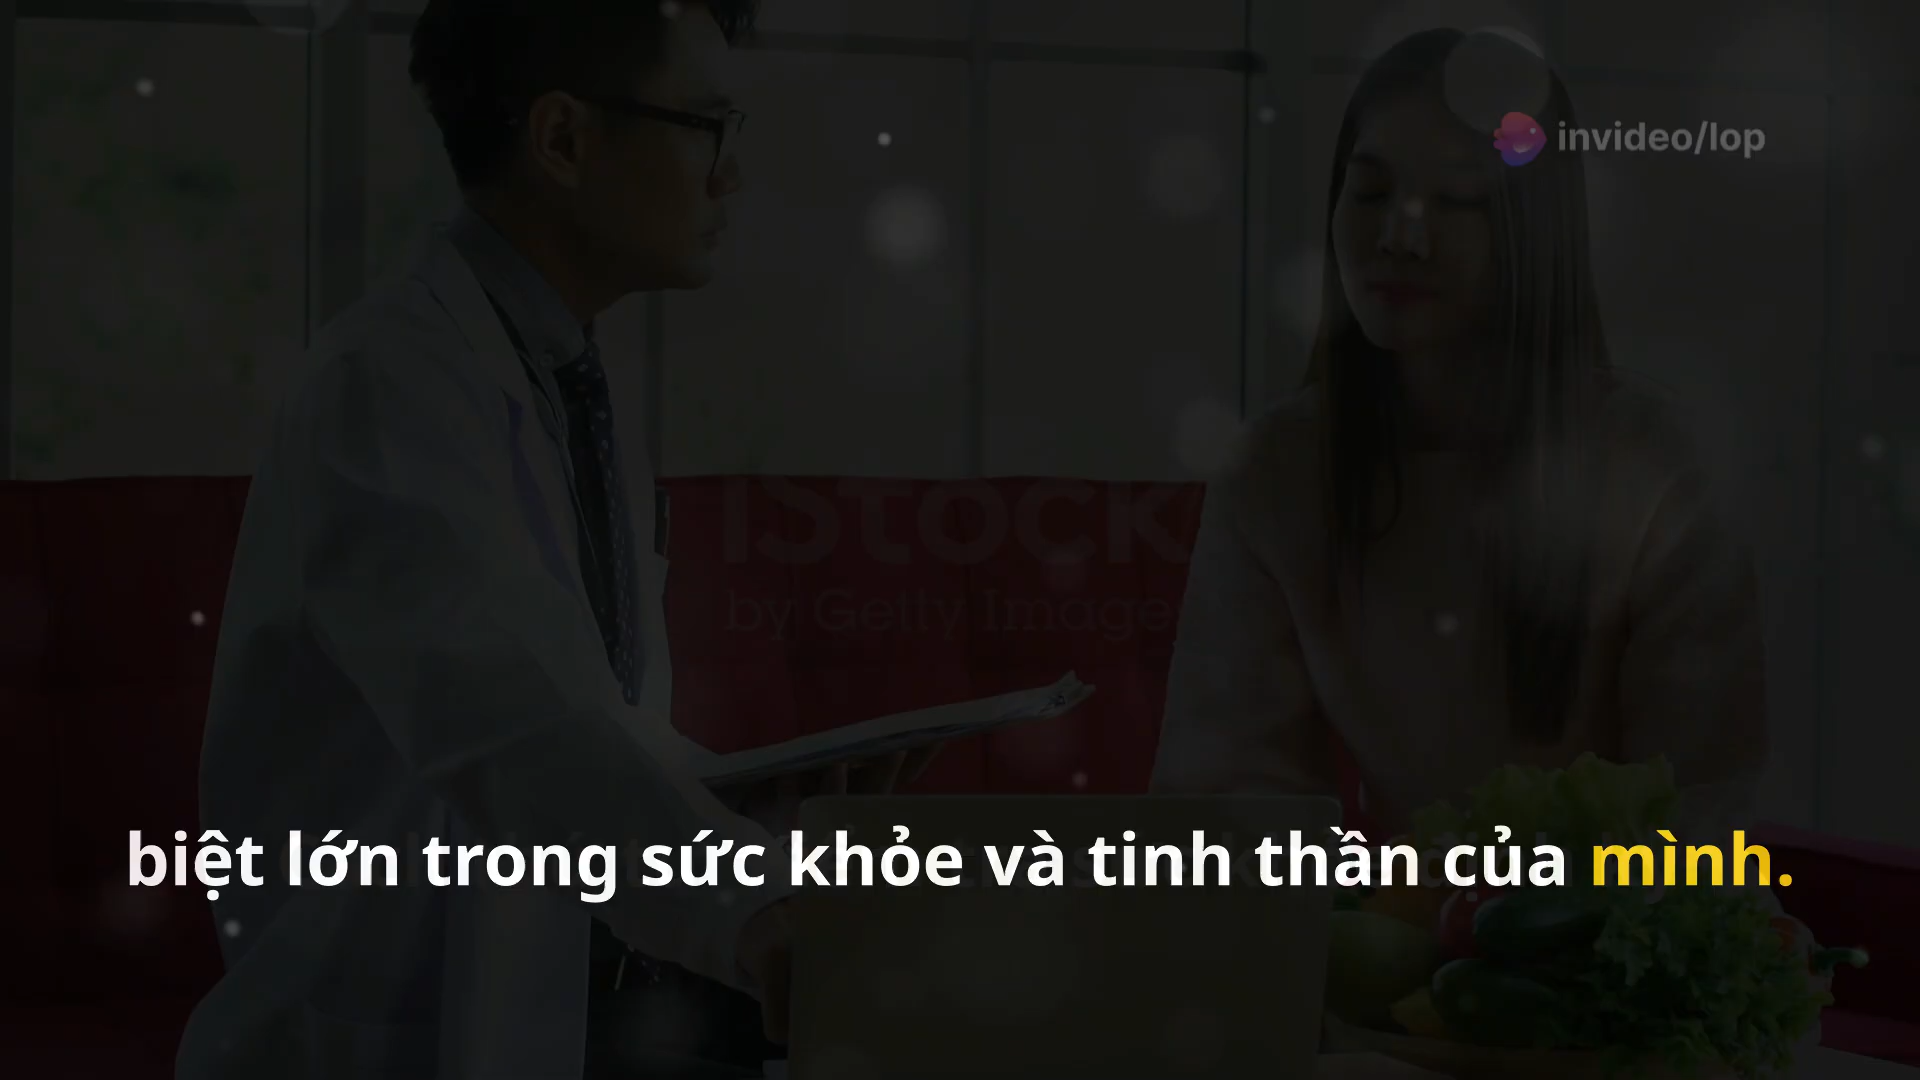 invideo/lop
iStock
by Getty Images
biệt lớn trong sức khỏe và tinh thần của mình.